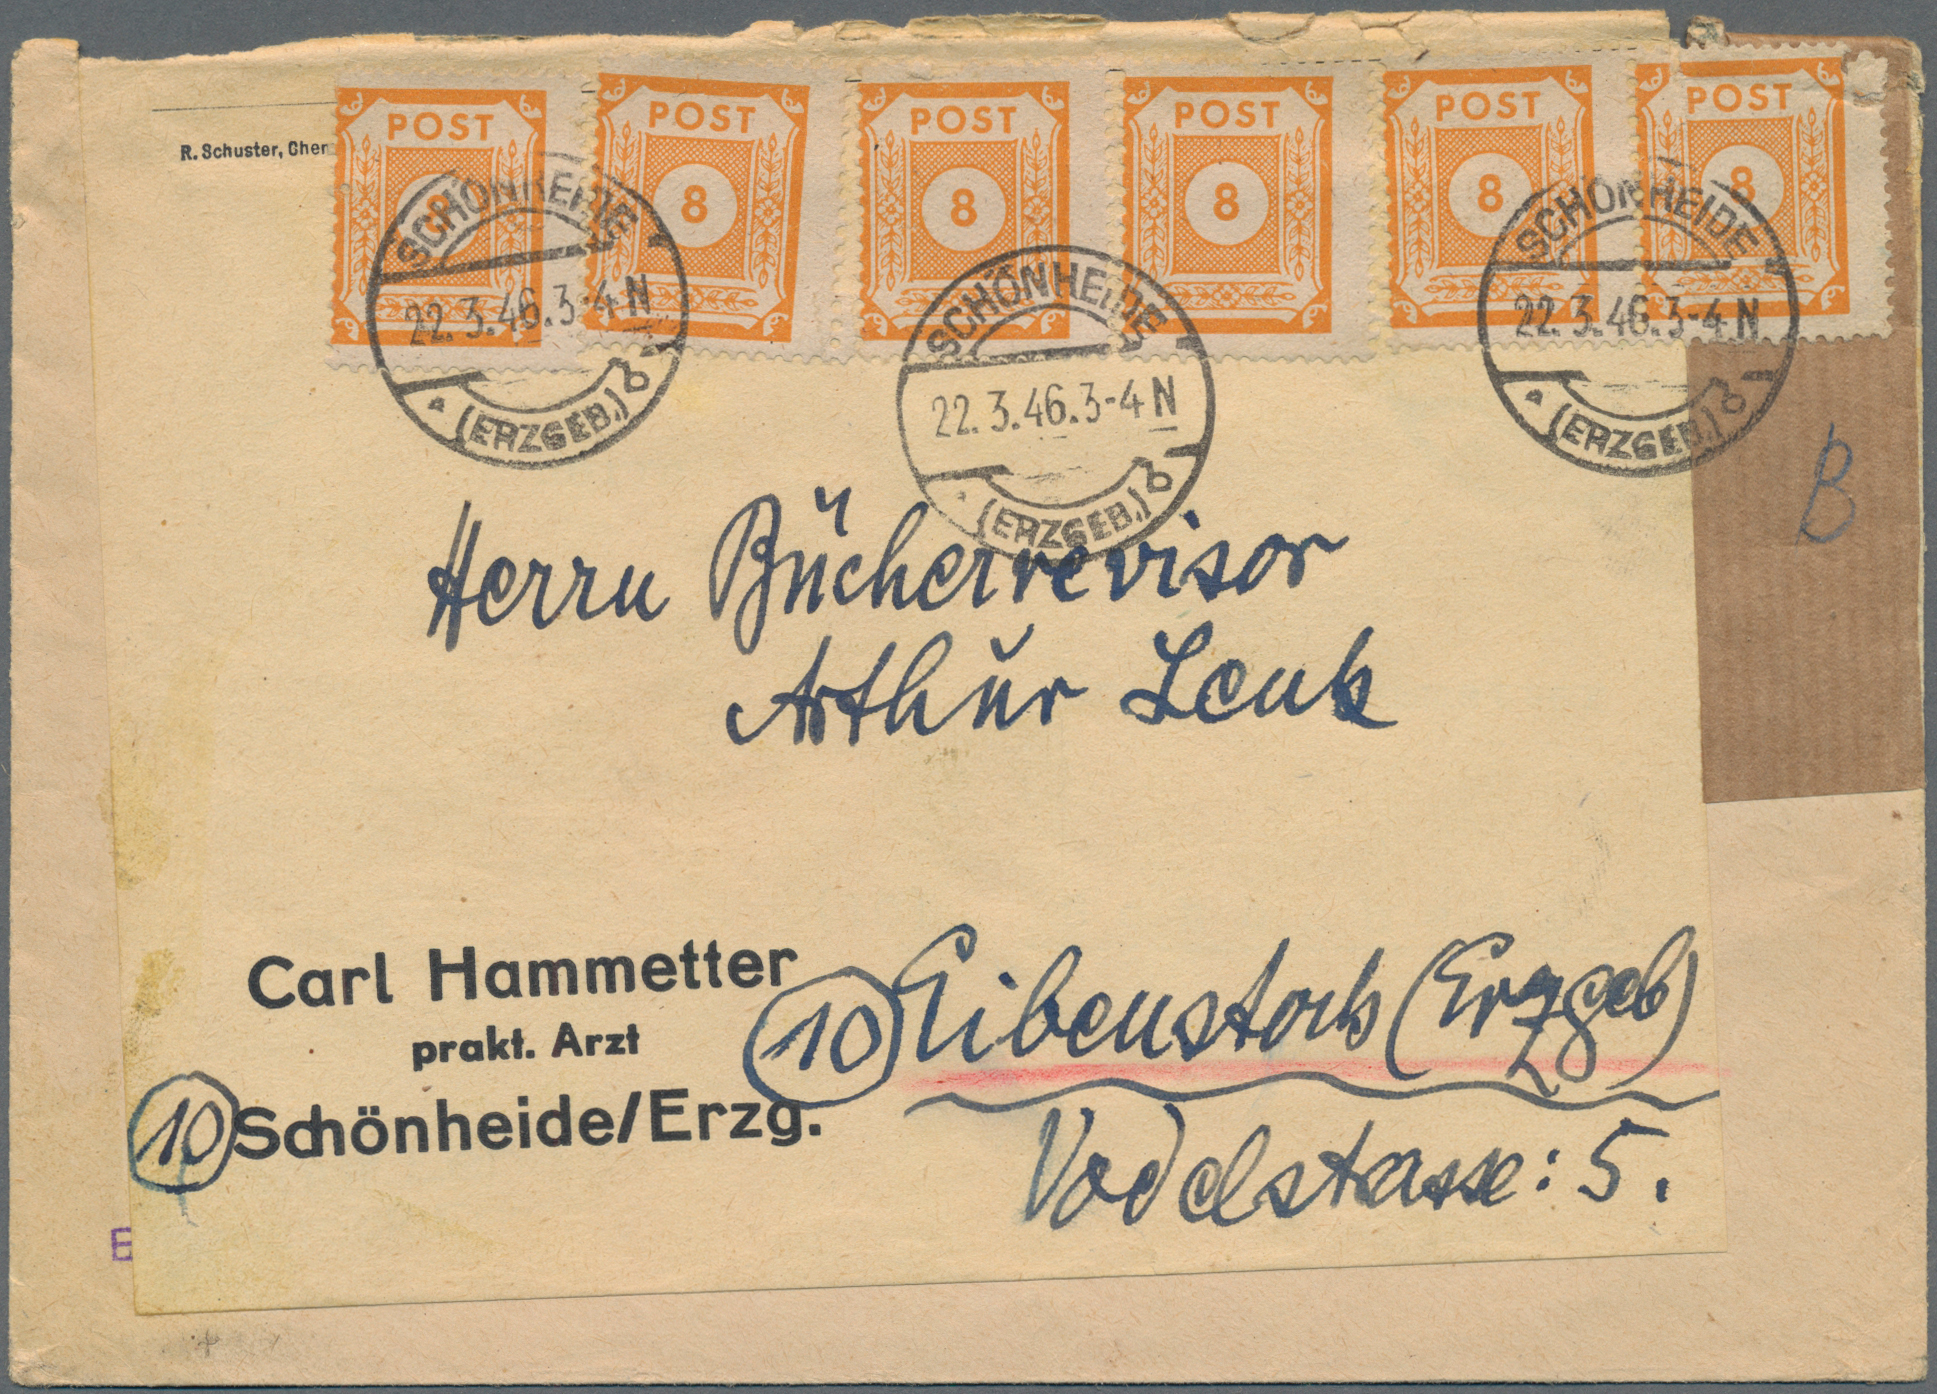 R. Schuster, Chem
POST POST POST POST POST POST
8 8 8 8 8 8
SCHÖNHEIDE
22.3.46.3-4 N
(ERZGEB.) b
SCHÖNHEIDE
22.3.46.3-4 N
(ERZGEB.) b
SCHÖNHEIDE
22.3.46.3-4 N
(ERZGEB.) b
B
Herrn Bücherrevisor
Arthur Lenk
Carl Hammetter
prakt. Arzt
10 Schönheide/Erzg.
10 Eibenstock (Erzgeb)
Vodelstrasse: 5.
E